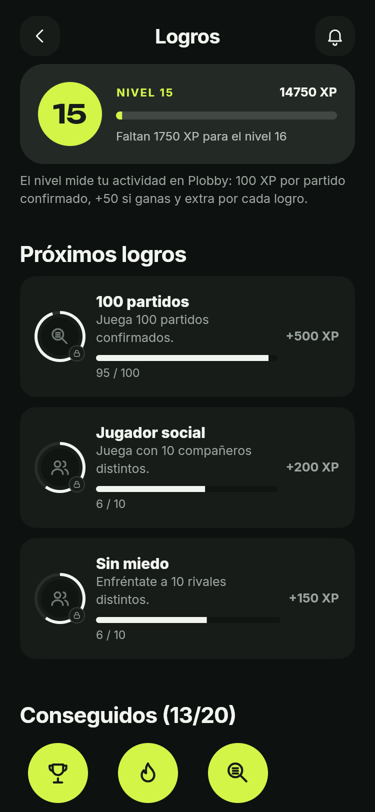 Logros
15
NIVEL 15
14750 XP
Faltan 1750 XP para el nivel 16
El nivel mide tu actividad en Plobby: 100 XP por partido
confirmado, +50 si ganas y extra por cada logro.
Próximos logros
100 partidos
Juega 100 partidos
confirmados.
+500 XP
95 / 100
Jugador social
Juega con 10 compañeros
distintos.
+200 XP
6 / 10
Sin miedo
Enfréntate a 10 rivales
distintos.
+150 XP
6 / 10
Conseguidos (13/20)